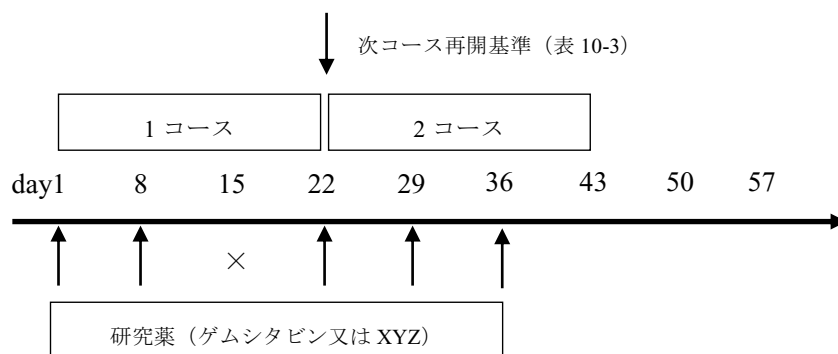 次コース再開基準（表 10-3）
1 コース 2 コース
day1 8 15 22 29 36 43 50 57
×
研究薬（ゲムシタビン又は XYZ）